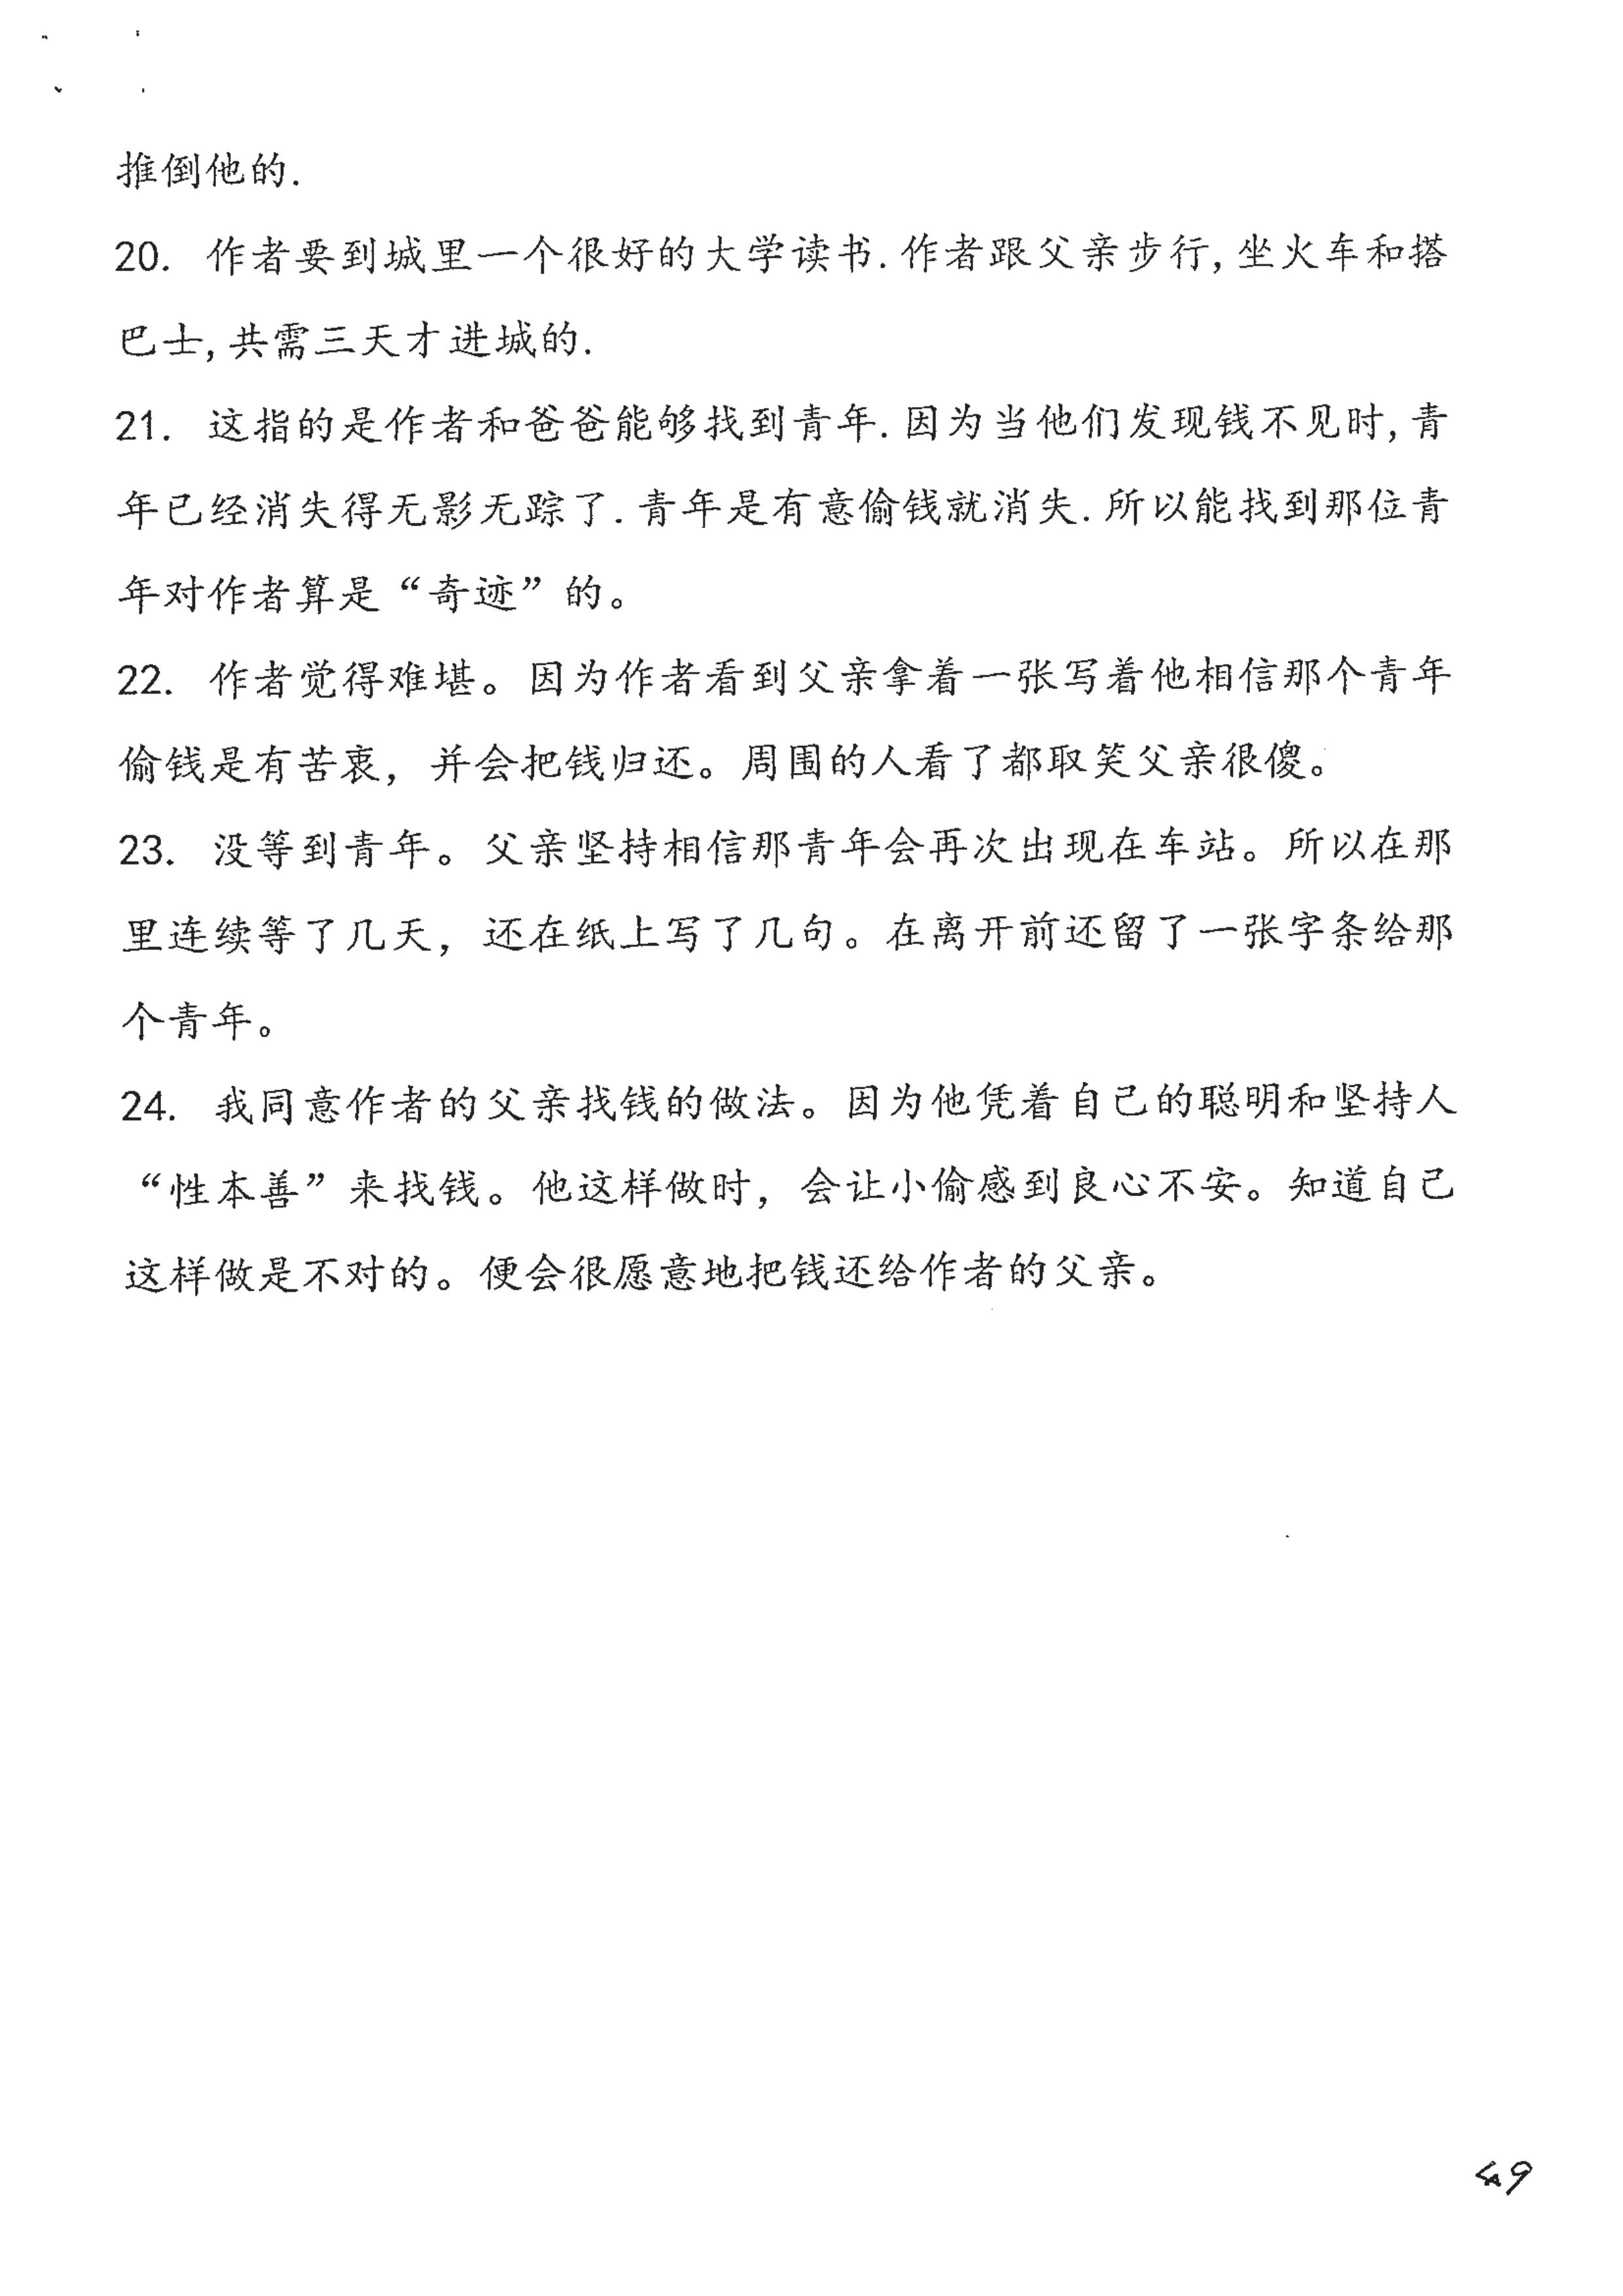 推倒他的.
20. 作者要到城里一个很好的大学读书. 作者跟父亲步行, 坐火车和搭
巴士, 共需三天才进城的.
21. 这指的是作者和爸爸能够找到青年. 因为当他们发现钱不见时, 青
年已经消失得无影无踪了. 青年是有意偷钱就消失. 所以能找到那位青
年对作者算是“奇迹”的。
22. 作者觉得难堪。因为作者看到父亲拿着一张写着他相信那个青年
偷钱是有苦衷，并会把钱归还。周围的人看了都取笑父亲很傻。
23. 没等到青年。父亲坚持相信那青年会再次出现在车站。所以在那
里连续等了几天，还在纸上写了几句。在离开前还留了一张字条给那
个青年。
24. 我同意作者的父亲找钱的做法。因为他凭着自己的聪明和坚持人
“性本善”来找钱。他这样做时，会让小偷感到良心不安。知道自己
这样做是不对的。便会很愿意地把钱还给作者的父亲。
49